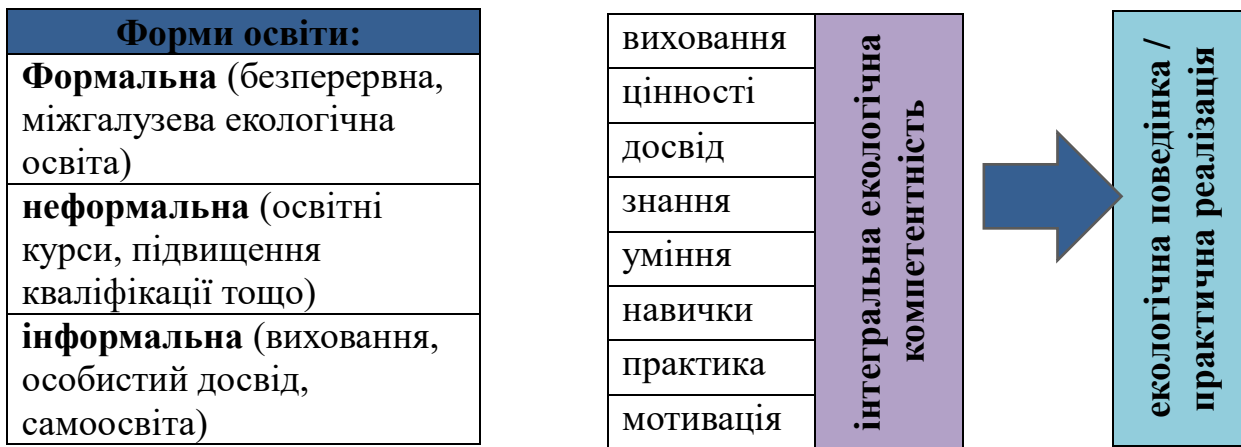 Форми освіти:
Формальна (безперервна,
міжгалузева екологічна
освіта)
неформальна (освітні
курси, підвищення
кваліфікації тощо)
інформальна (виховання,
особистий досвід,
самоосвіта)
виховання
цінності
досвід
знання
уміння
навички
практика
мотивація
інтегральна екологічна
компетентність
екологічна поведінка /
практична реалізація